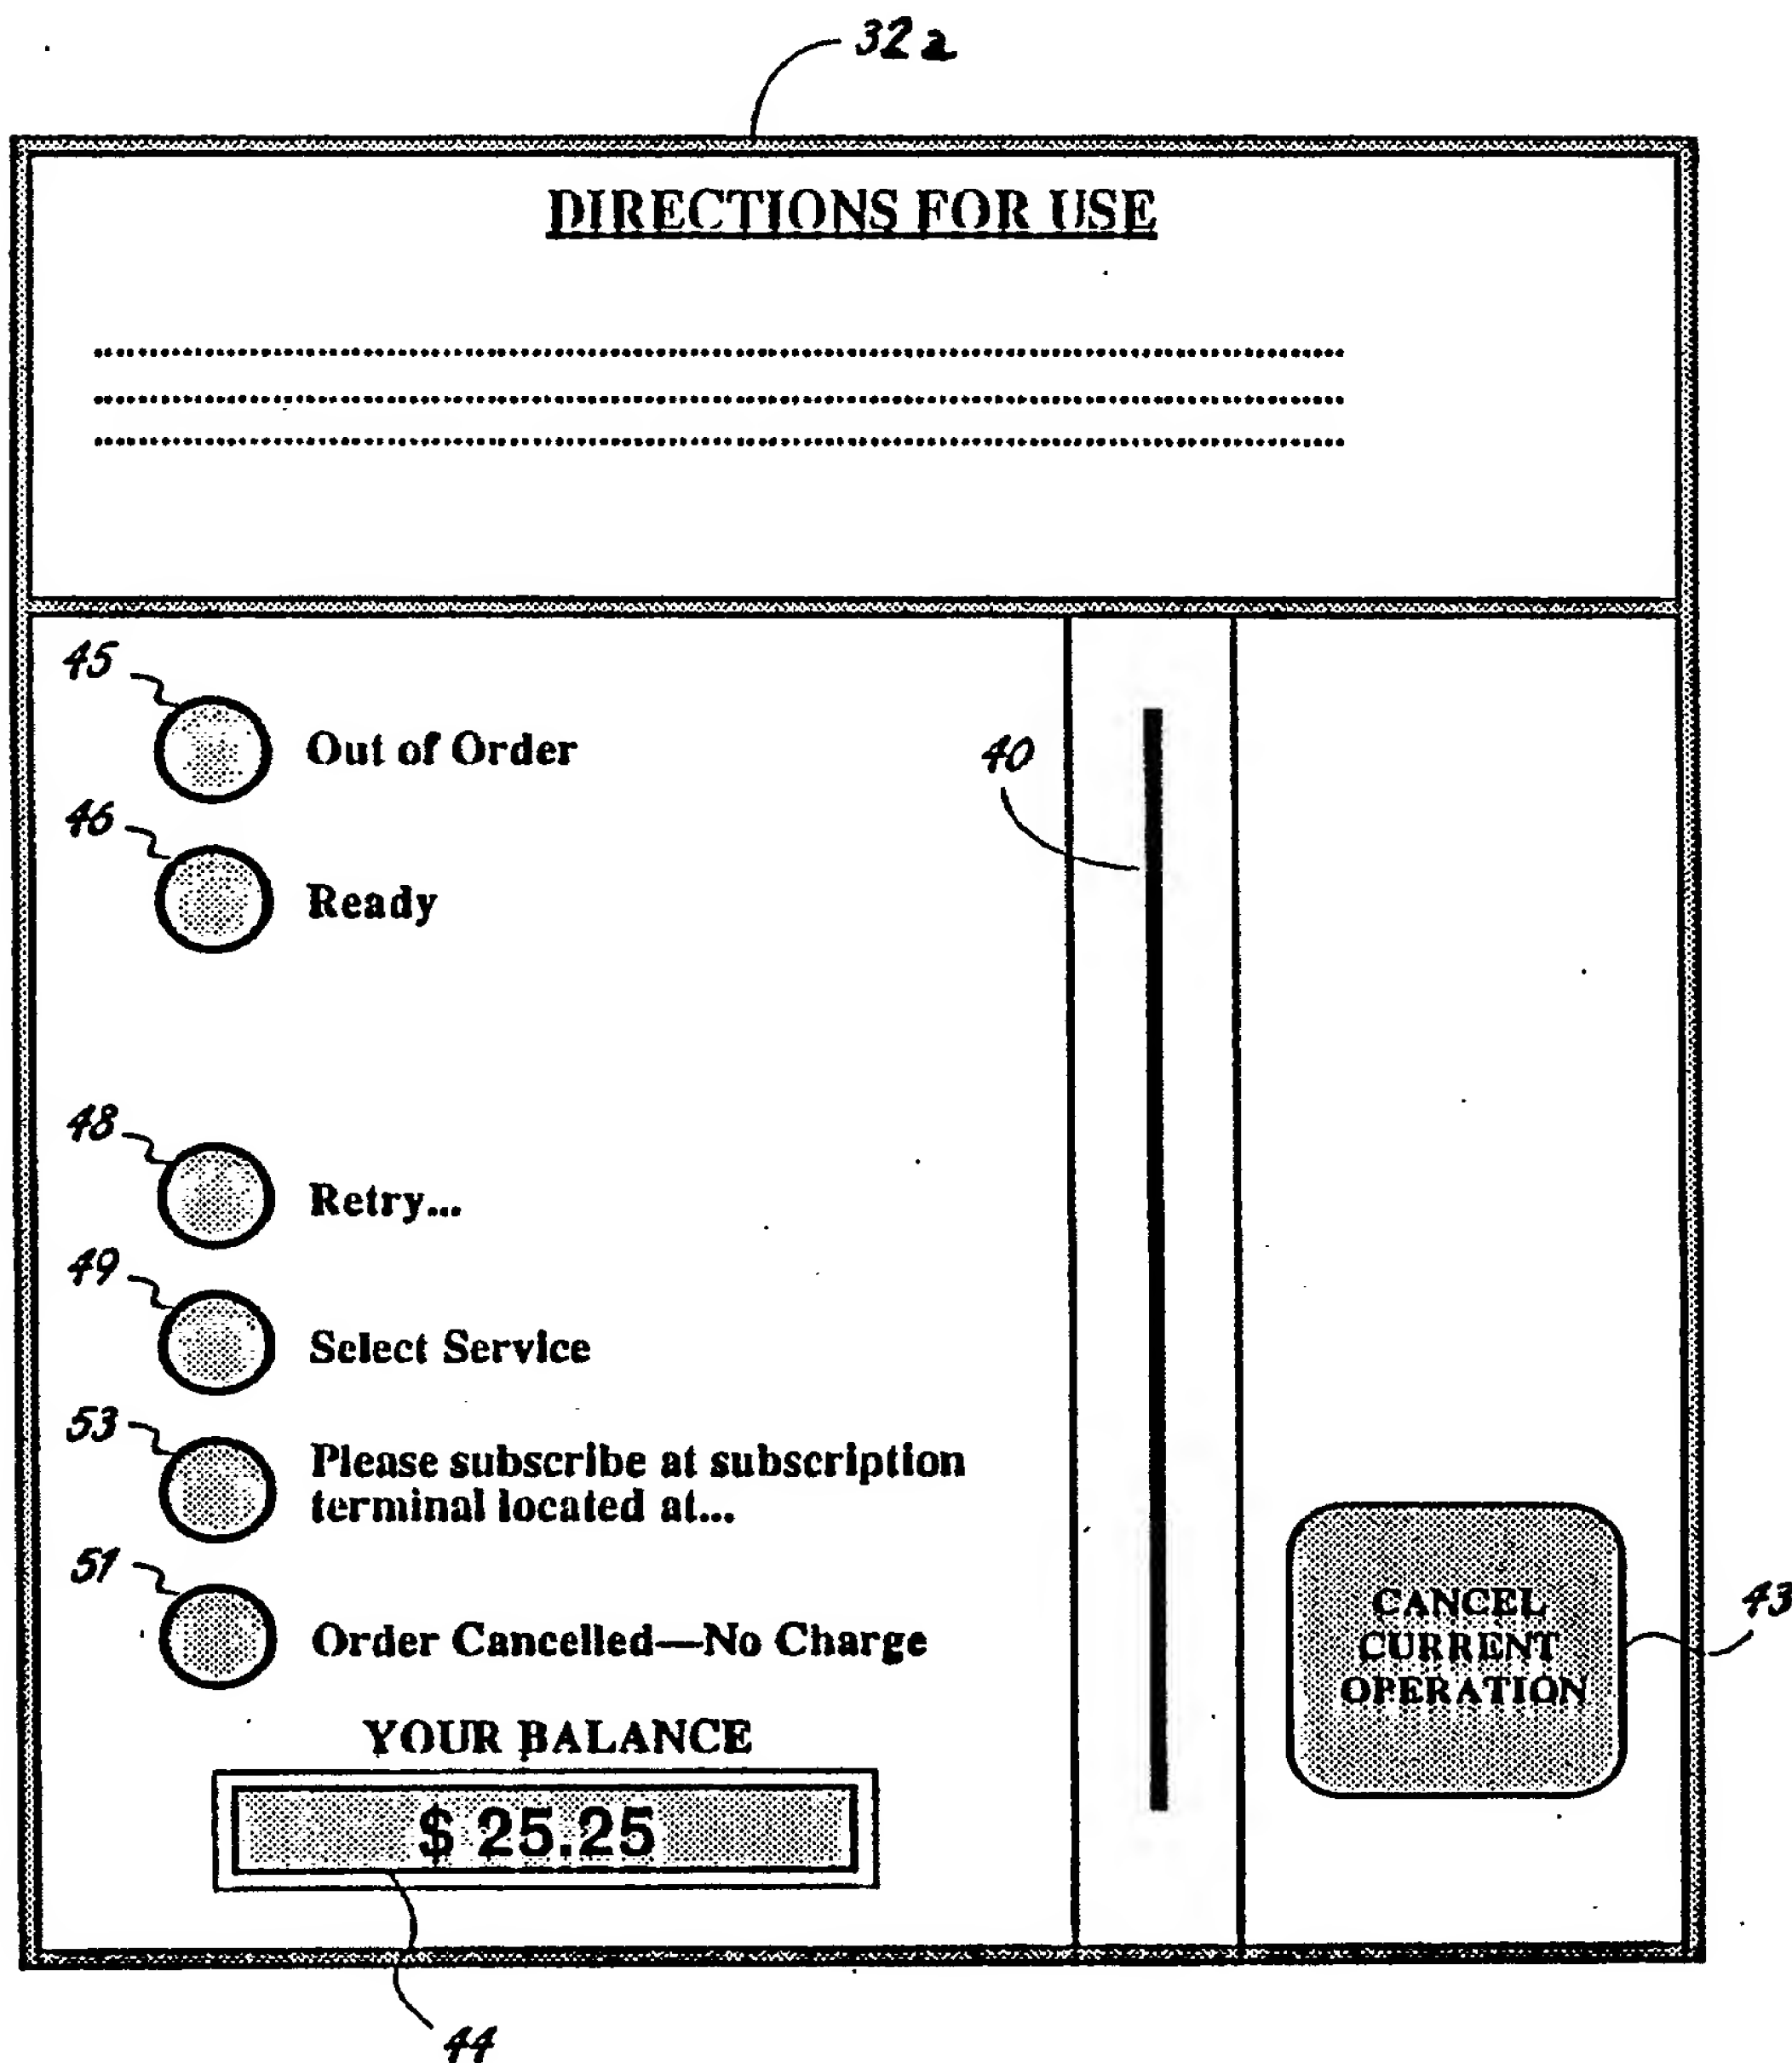 32a
DIRECTIONS FOR USE
45
Out of Order
40
46
Ready
48
Retry...
49
Select Service
53
Please subscribe at subscription
terminal located at...
51
Order Cancelled—No Charge
CANCEL
CURRENT
OPERATION
43
YOUR BALANCE
$ 25.25
44